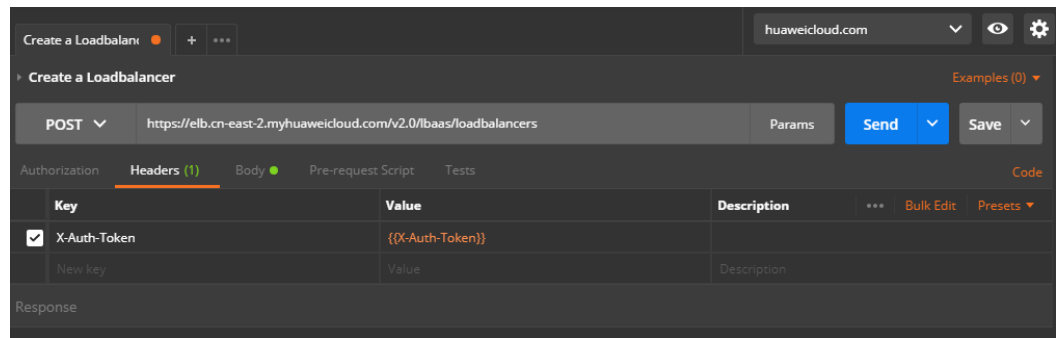 Create a Loadbalanc + ••• huaweicloud.com
Create a Loadbalancer Examples (0)
POST https://elb.cn-east-2.myhuaweicloud.com/v2.0/lbaas/loadbalancers Params Send Save
Authorization Headers (1) Body Pre-request Script Tests Code
Key Value Description ••• Bulk Edit Presets
X-Auth-Token {{X-Auth-Token}}
New key Value Description
Response